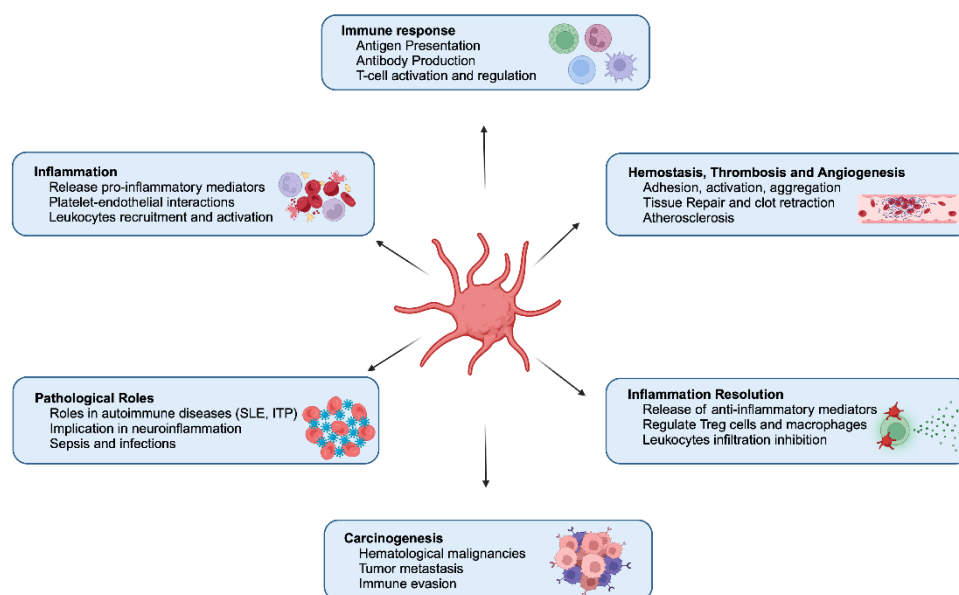 Immune response
Antigen Presentation
Antibody Production
T-cell activation and regulation
Inflammation
Release pro-inflammatory mediators
Platelet-endothelial interactions
Leukocytes recruitment and activation
Hemostasis, Thrombosis and Angiogenesis
Adhesion, activation, aggregation
Tissue Repair and clot retraction
Atherosclerosis
Pathological Roles
Roles in autoimmune diseases (SLE, ITP)
Implication in neuroinflammation
Sepsis and infections
Inflammation Resolution
Release of anti-inflammatory mediators
Regulate Treg cells and macrophages
Leukocytes infiltration inhibition
Carcinogenesis
Hematological malignancies
Tumor metastasis
Immune evasion